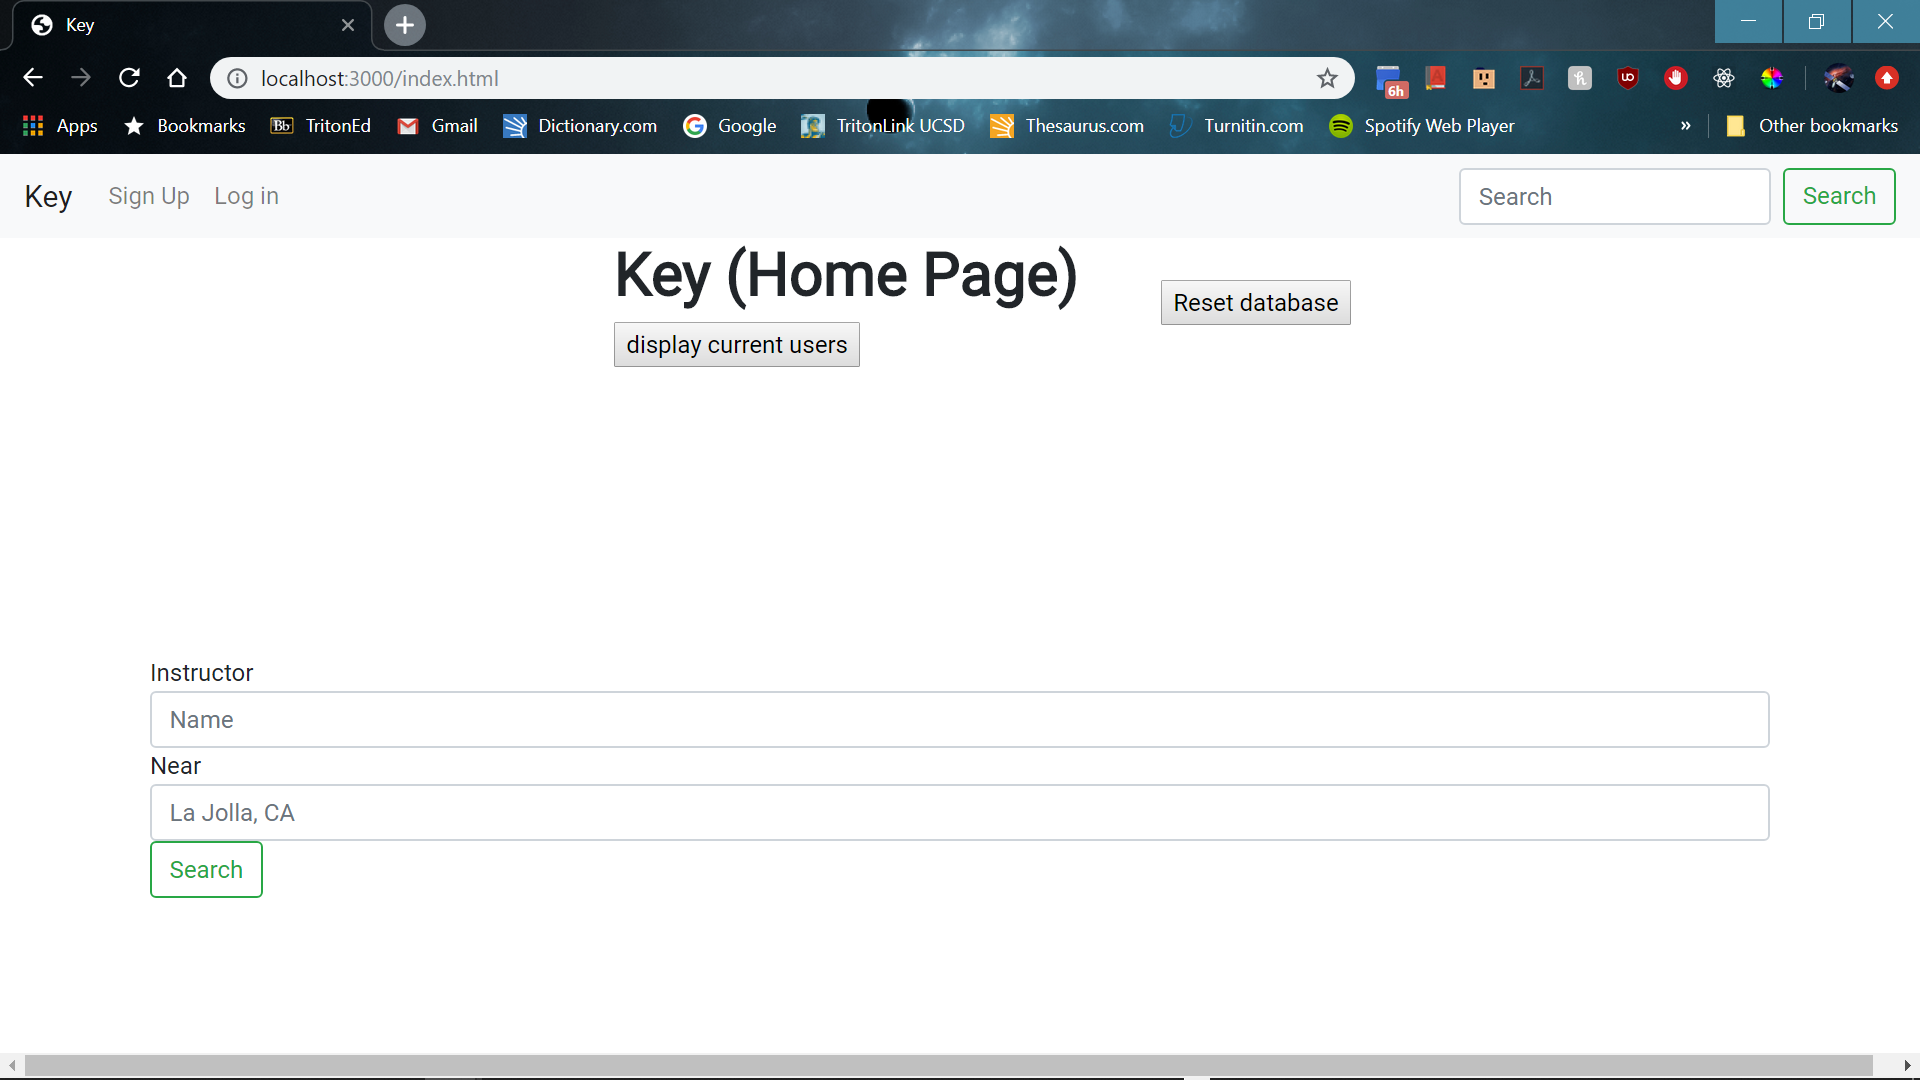 Key
localhost:3000/index.html
6h
Apps Bookmarks Bb TritonEd Gmail Dictionary.com Google TritonLink UCSD Thesaurus.com Turnitin.com Spotify Web Player » Other bookmarks
Key Sign Up Log in Search Search
Key (Home Page)
Reset database
display current users
Instructor
Name
Near
La Jolla, CA
Search